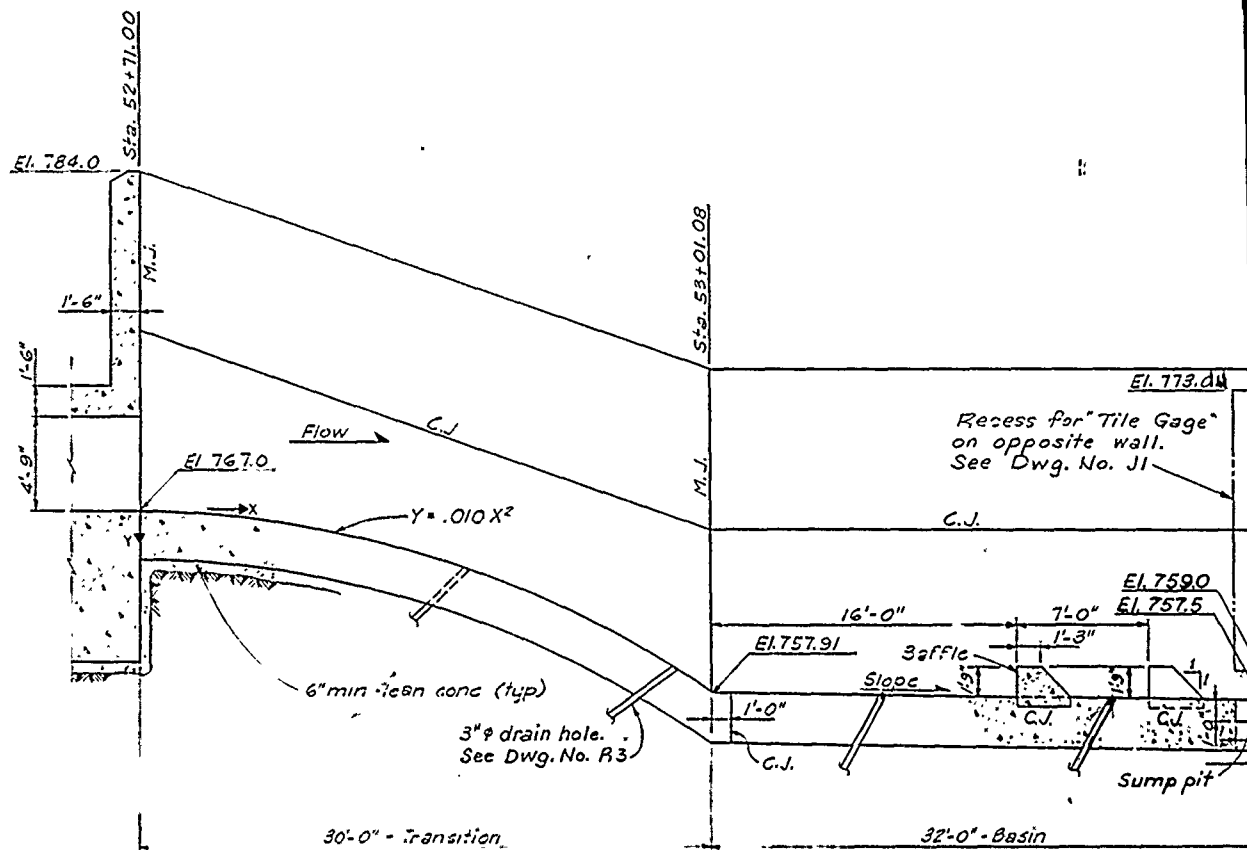 Sta. 52+71.00
El. 784.0
M.J.
1'-6"
1'-6"
4'-9"
Sta. 53+01.08
El. 773.0
Recess for "Tile Gage"
on opposite wall.
See Dwg. No. J1
C.J.
Flow
M.J.
El 767.0
X
Y = .010 X²
Y
C.J.
El. 759.0
El. 757.5
16'-0"
7'-0"
1'-3"
El. 757.91
Baffle
Slope
1'-9"
1'-9"
1
1
6" min lean conc (typ)
1'-0"
C.J.
C.J.
3" φ drain hole.
See Dwg. No. R3
C.J.
Sump pit
30'-0" - Transition
32'-0" - Basin